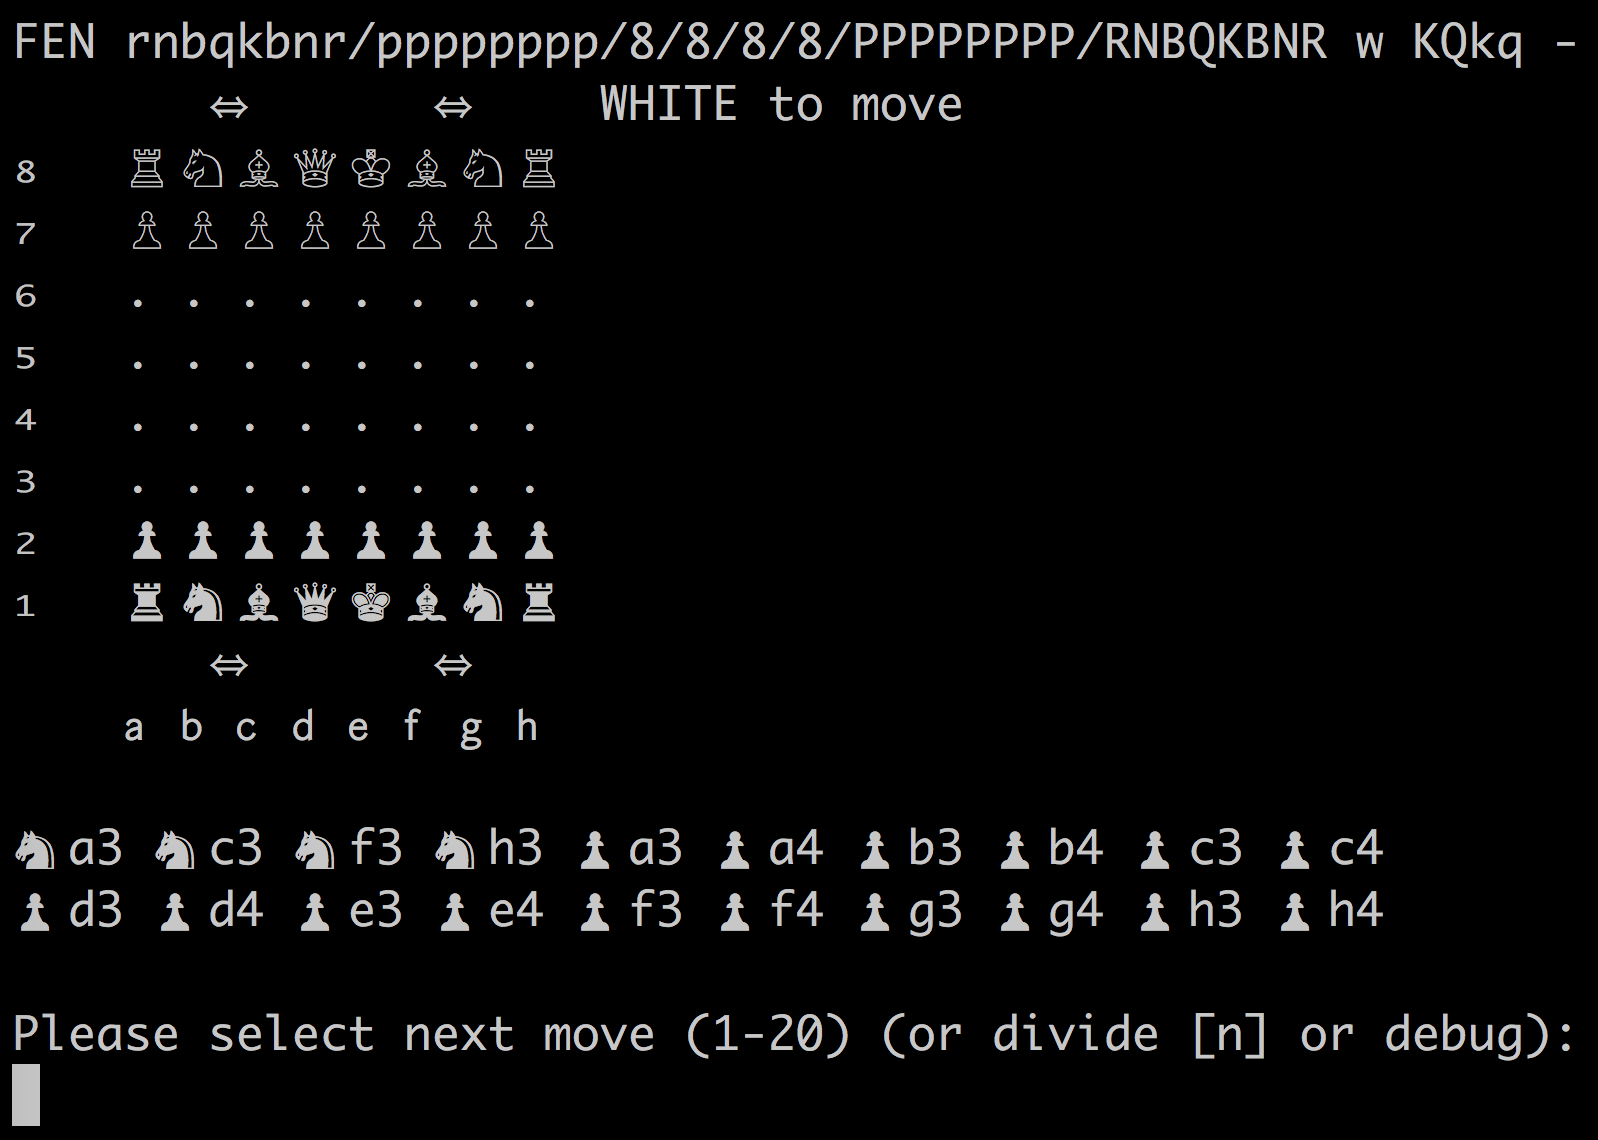 FEN rnbqkbnr/pppppppp/8/8/8/8/PPPPPPPP/RNBQKBNR w KQkq -
⇔ ⇔ WHITE to move
8 ♖ ♘ ♗ ♕ ♔ ♗ ♘ ♖
7 ♙ ♙ ♙ ♙ ♙ ♙ ♙ ♙
6 . . . . . . . .
5 . . . . . . . .
4 . . . . . . . .
3 . . . . . . . .
2 ♟ ♟ ♟ ♟ ♟ ♟ ♟ ♟
1 ♜ ♞ ♝ ♛ ♚ ♝ ♞ ♜
⇔ ⇔
a b c d e f g h
♞ a3 ♞ c3 ♞ f3 ♞ h3 ♟ a3 ♟ a4 ♟ b3 ♟ b4 ♟ c3 ♟ c4
♟ d3 ♟ d4 ♟ e3 ♟ e4 ♟ f3 ♟ f4 ♟ g3 ♟ g4 ♟ h3 ♟ h4
Please select next move (1-20) (or divide [n] or debug):